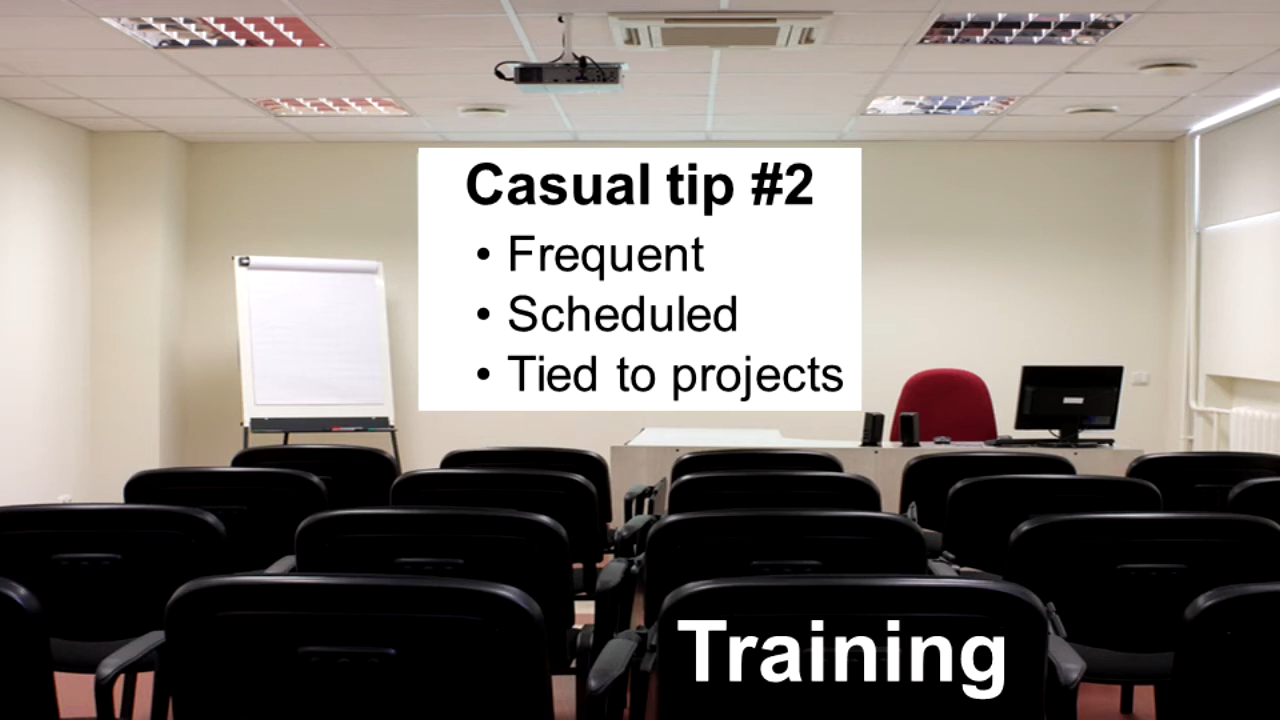 Casual tip #2
• Frequent
• Scheduled
• Tied to projects
Training